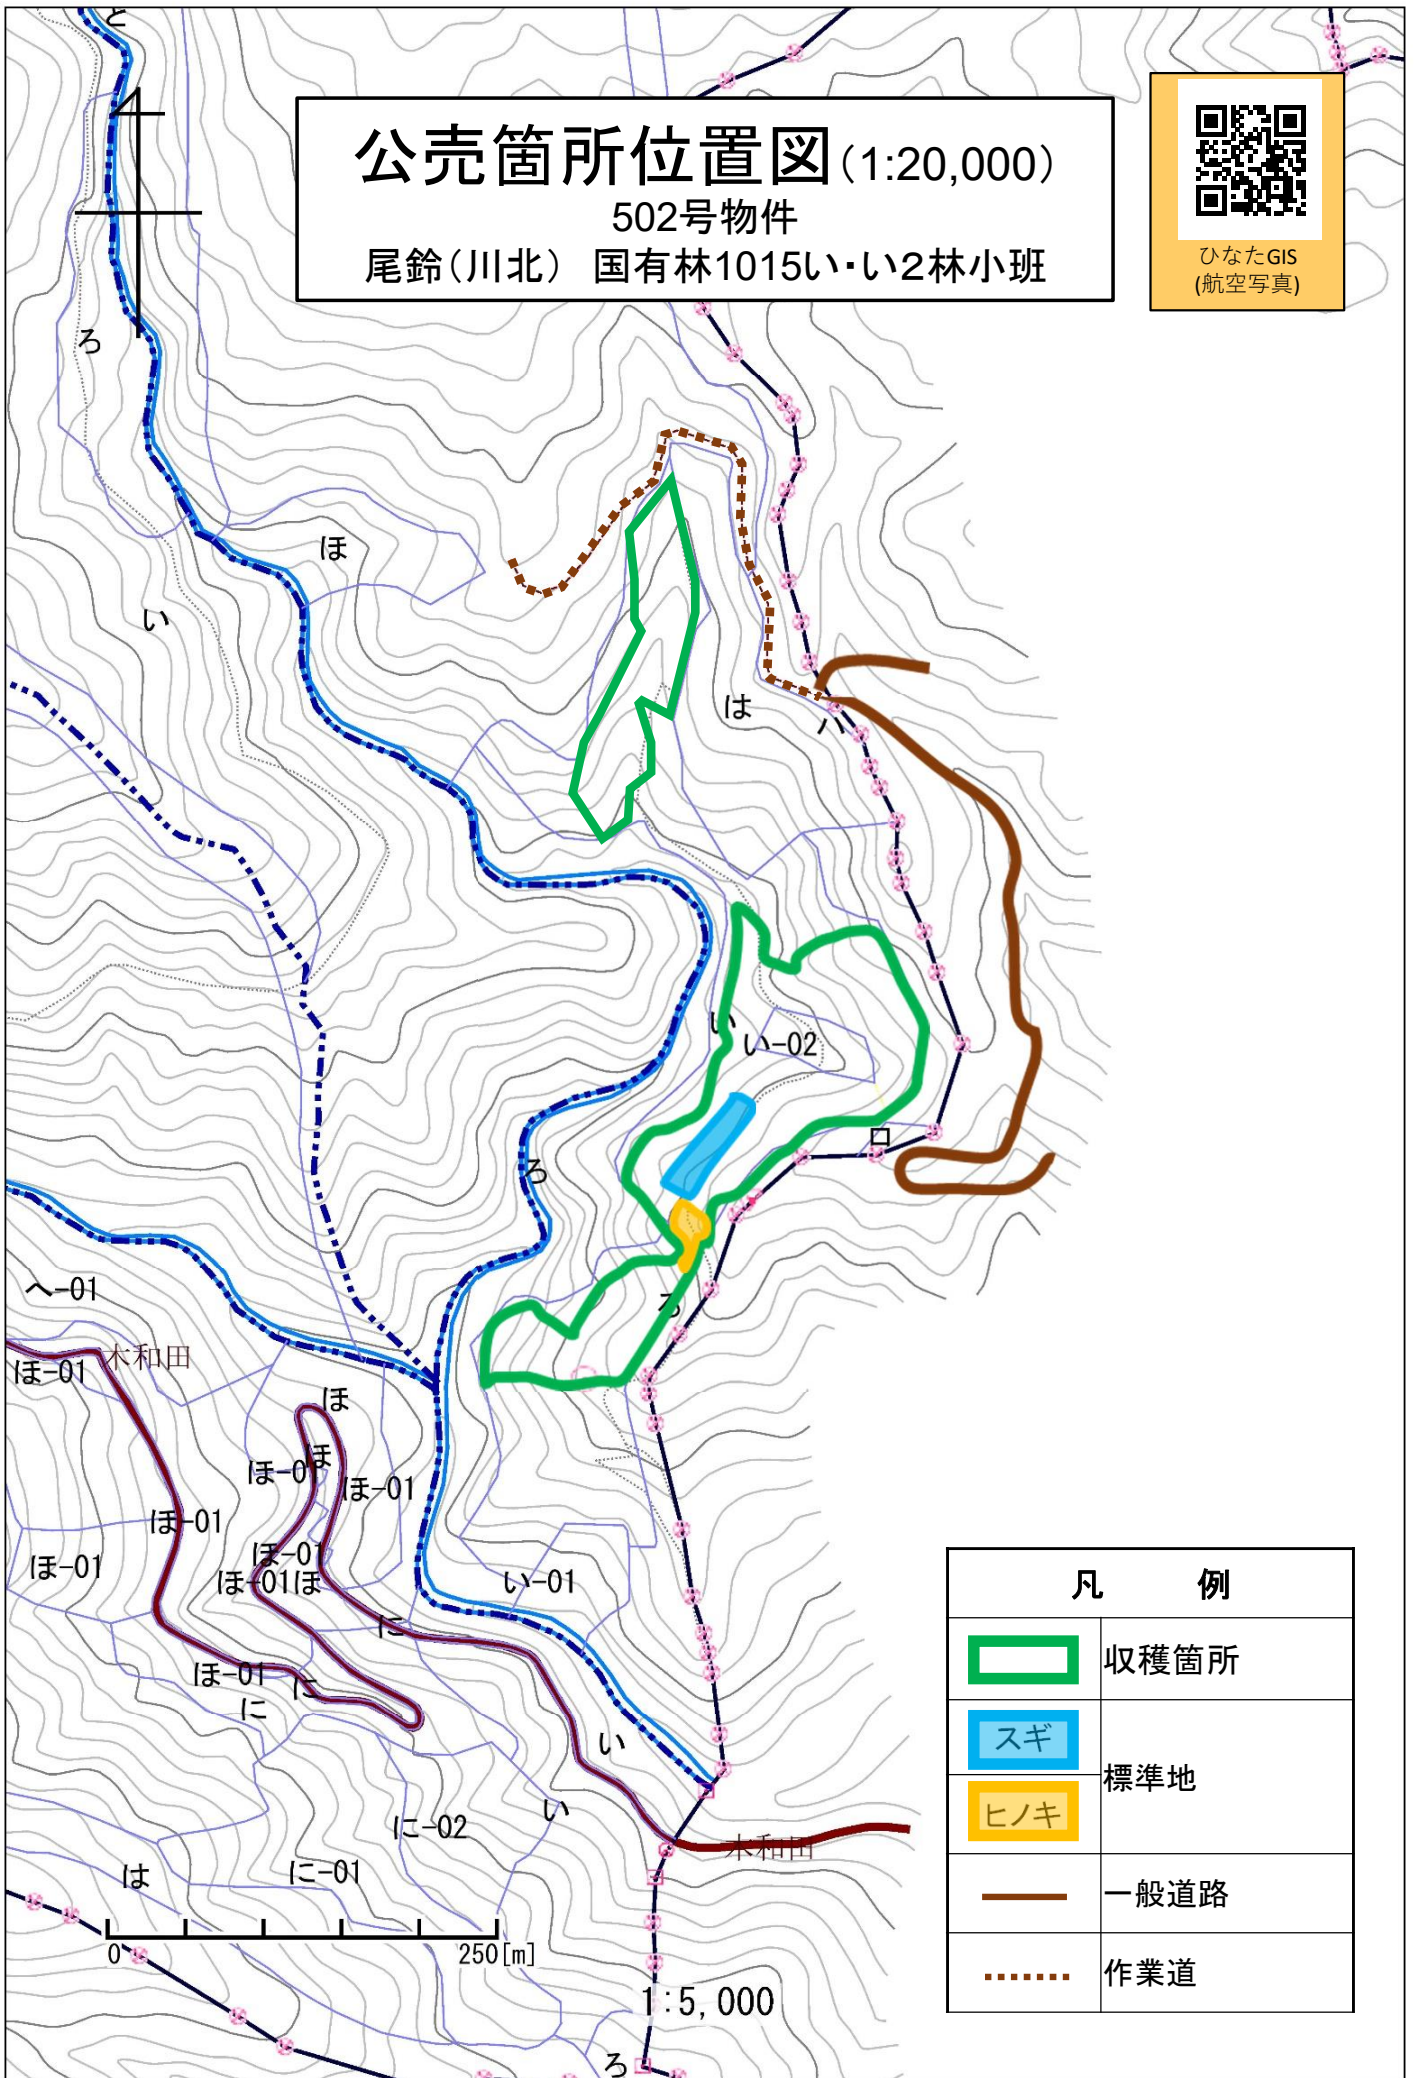 と
公売箇所位置図(1:20,000)
502号物件
尾鈴(川北) 国有林1015い・い2林小班
ひなたGIS
(航空写真)
ろ
ほ
い
は
ハ
い
い-02
ロ
ろ
へ-01
ろ
木和田
ほ-01
ほ
ほ
ほ-01
ほ-01
ほ-01
ほ-01
ほ-01
い-01
ほ-01ほ
に
ほ-01
に
に
い
い
に-02
木和田
に-01
は
0
250[m]
1:5,000
ろ
凡 例
収穫箇所
スギ
標準地
ヒノキ
一般道路
作業道